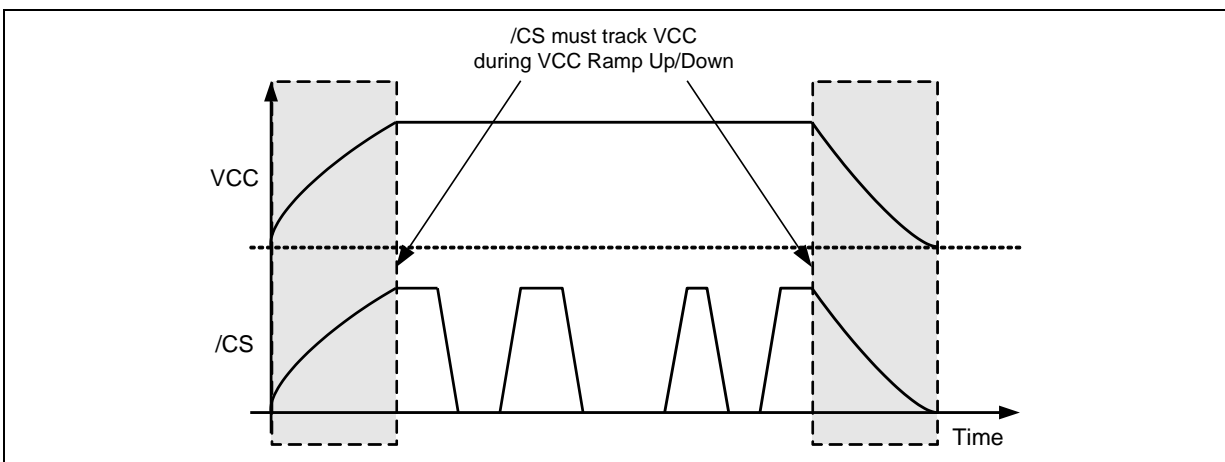 /CS must track VCC
during VCC Ramp Up/Down
VCC
/CS
Time